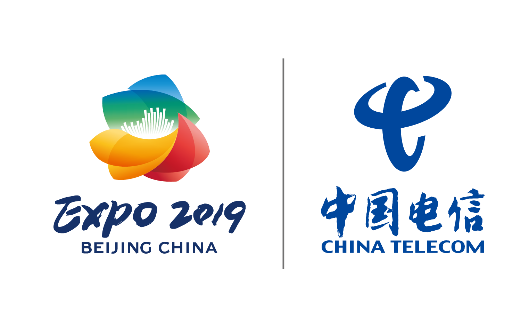 Expo 2019
BEIJING CHINA
中国电信
CHINA TELECOM